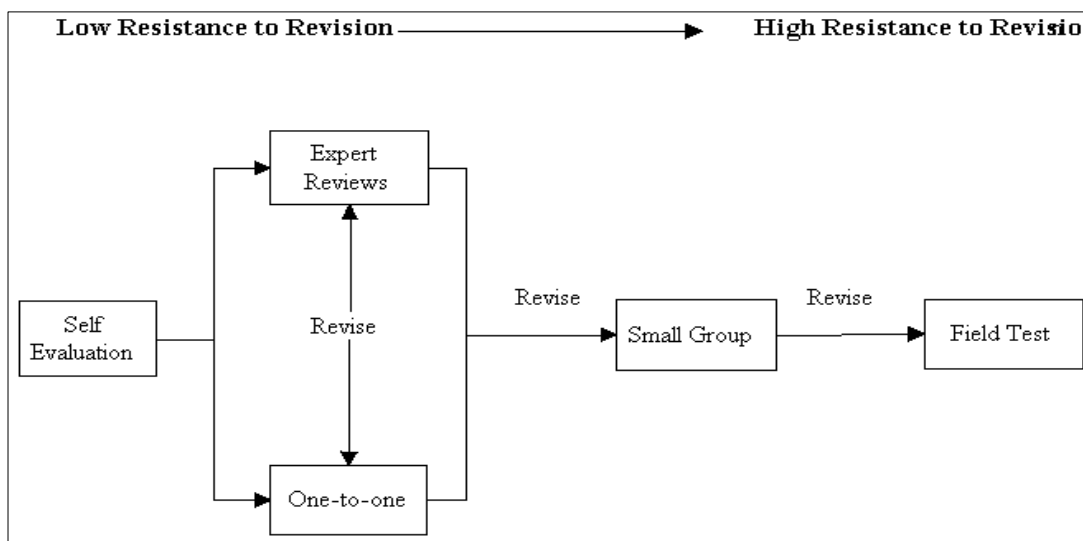 Low Resistance to Revision
High Resistance to Revisio
Expert
Reviews
Revise
Self
Evaluation
Revise
Small Group
Revise
Field Test
One-to-one